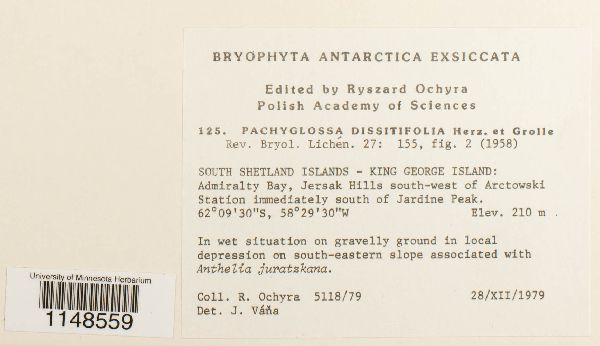 BRYOPHYTA ANTARCTICA EXSICCATA
Edited by Ryszard Ochyra
Polish Academy of Sciences
125. PACHYGLOSSA DISSITIFOLIA Herz. et Grolle
Rev. Bryol. Lichén. 27: 155, fig. 2 (1958)
SOUTH SHETLAND ISLANDS - KING GEORGE ISLAND:
Admiralty Bay, Jersak Hills south-west of Arctowski
Station immediately south of Jardine Peak.
62°09'30"S, 58°29'30"W Elev. 210 m .
In wet situation on gravelly ground in local
depression on south-eastern slope associated with
Anthelia juratzkana.
Coll. R. Ochyra 5118/79 28/XII/1979
Det. J. Váňa
University of Minnesota Herbarium
1148559